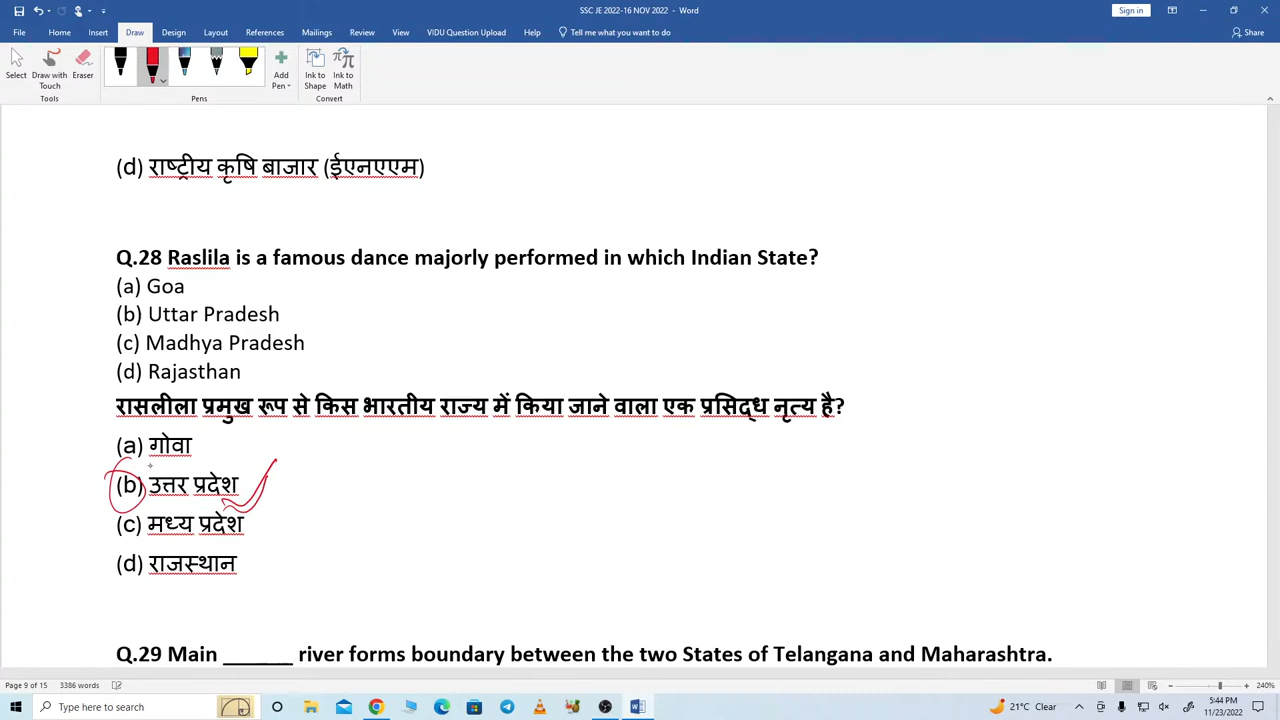 SSC JE 2022-16 NOV 2022 - Word
Sign in
File Home Insert Draw Design Layout References Mailings Review View VIDU Question Upload Help Tell me what you want to do Share
Select Draw with Touch Eraser Add Pen Ink to Shape Ink to Math
Tools Pens Convert
(d) राष्ट्रीय कृषि बाजार (ईएनएएम)
Q.28 Raslila is a famous dance majorly performed in which Indian State?
(a) Goa
(b) Uttar Pradesh
(c) Madhya Pradesh
(d) Rajasthan
रासलीला प्रमुख रूप से किस भारतीय राज्य में किया जाने वाला एक प्रसिद्ध नृत्य है?
(a) गोवा
(b) उत्तर प्रदेश
(c) मध्य प्रदेश
(d) राजस्थान
Q.29 Main ______ river forms boundary between the two States of Telangana and Maharashtra.
Page 9 of 15 3386 words 240%
Type here to search 21°C Clear 5:44 PM
11/23/2022